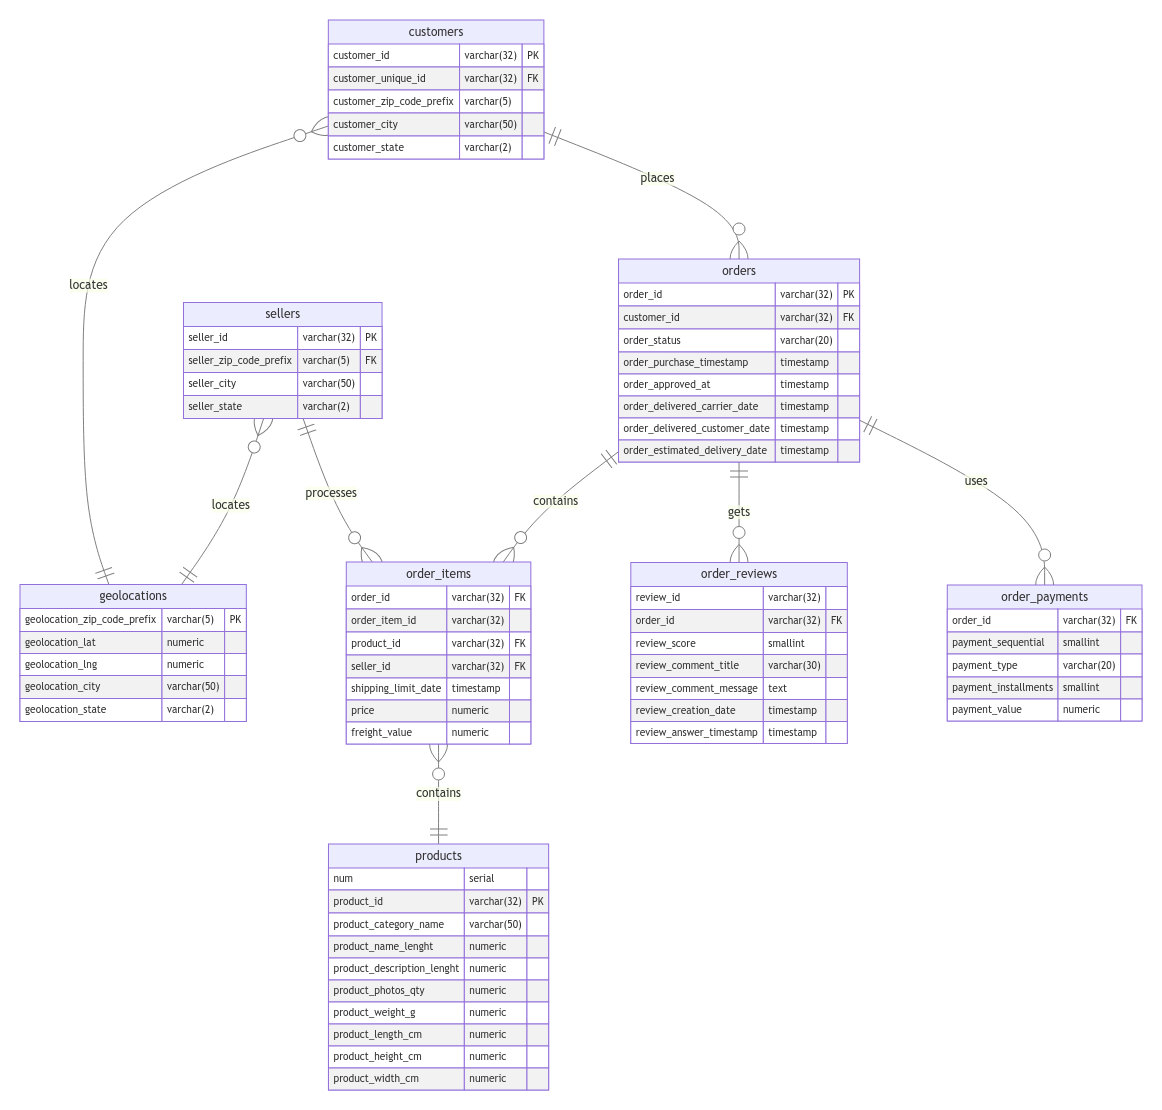 customers
customer_id varchar(32) PK
customer_unique_id varchar(32) FK
customer_zip_code_prefix varchar(5)
customer_city varchar(50)
customer_state varchar(2)
places
locates
orders
order_id varchar(32) PK
customer_id varchar(32) FK
order_status varchar(20)
order_purchase_timestamp timestamp
order_approved_at timestamp
order_delivered_carrier_date timestamp
order_delivered_customer_date timestamp
order_estimated_delivery_date timestamp
sellers
seller_id varchar(32) PK
seller_zip_code_prefix varchar(5) FK
seller_city varchar(50)
seller_state varchar(2)
locates
processes
contains
gets
uses
geolocations
geolocation_zip_code_prefix varchar(5) PK
geolocation_lat numeric
geolocation_lng numeric
geolocation_city varchar(50)
geolocation_state varchar(2)
order_items
order_id varchar(32) FK
order_item_id varchar(32)
product_id varchar(32) FK
seller_id varchar(32) FK
shipping_limit_date timestamp
price numeric
freight_value numeric
order_reviews
review_id varchar(32)
order_id varchar(32) FK
review_score smallint
review_comment_title varchar(30)
review_comment_message text
review_creation_date timestamp
review_answer_timestamp timestamp
order_payments
order_id varchar(32) FK
payment_sequential smallint
payment_type varchar(20)
payment_installments smallint
payment_value numeric
contains
products
num serial
product_id varchar(32) PK
product_category_name varchar(50)
product_name_lenght numeric
product_description_lenght numeric
product_photos_qty numeric
product_weight_g numeric
product_length_cm numeric
product_height_cm numeric
product_width_cm numeric